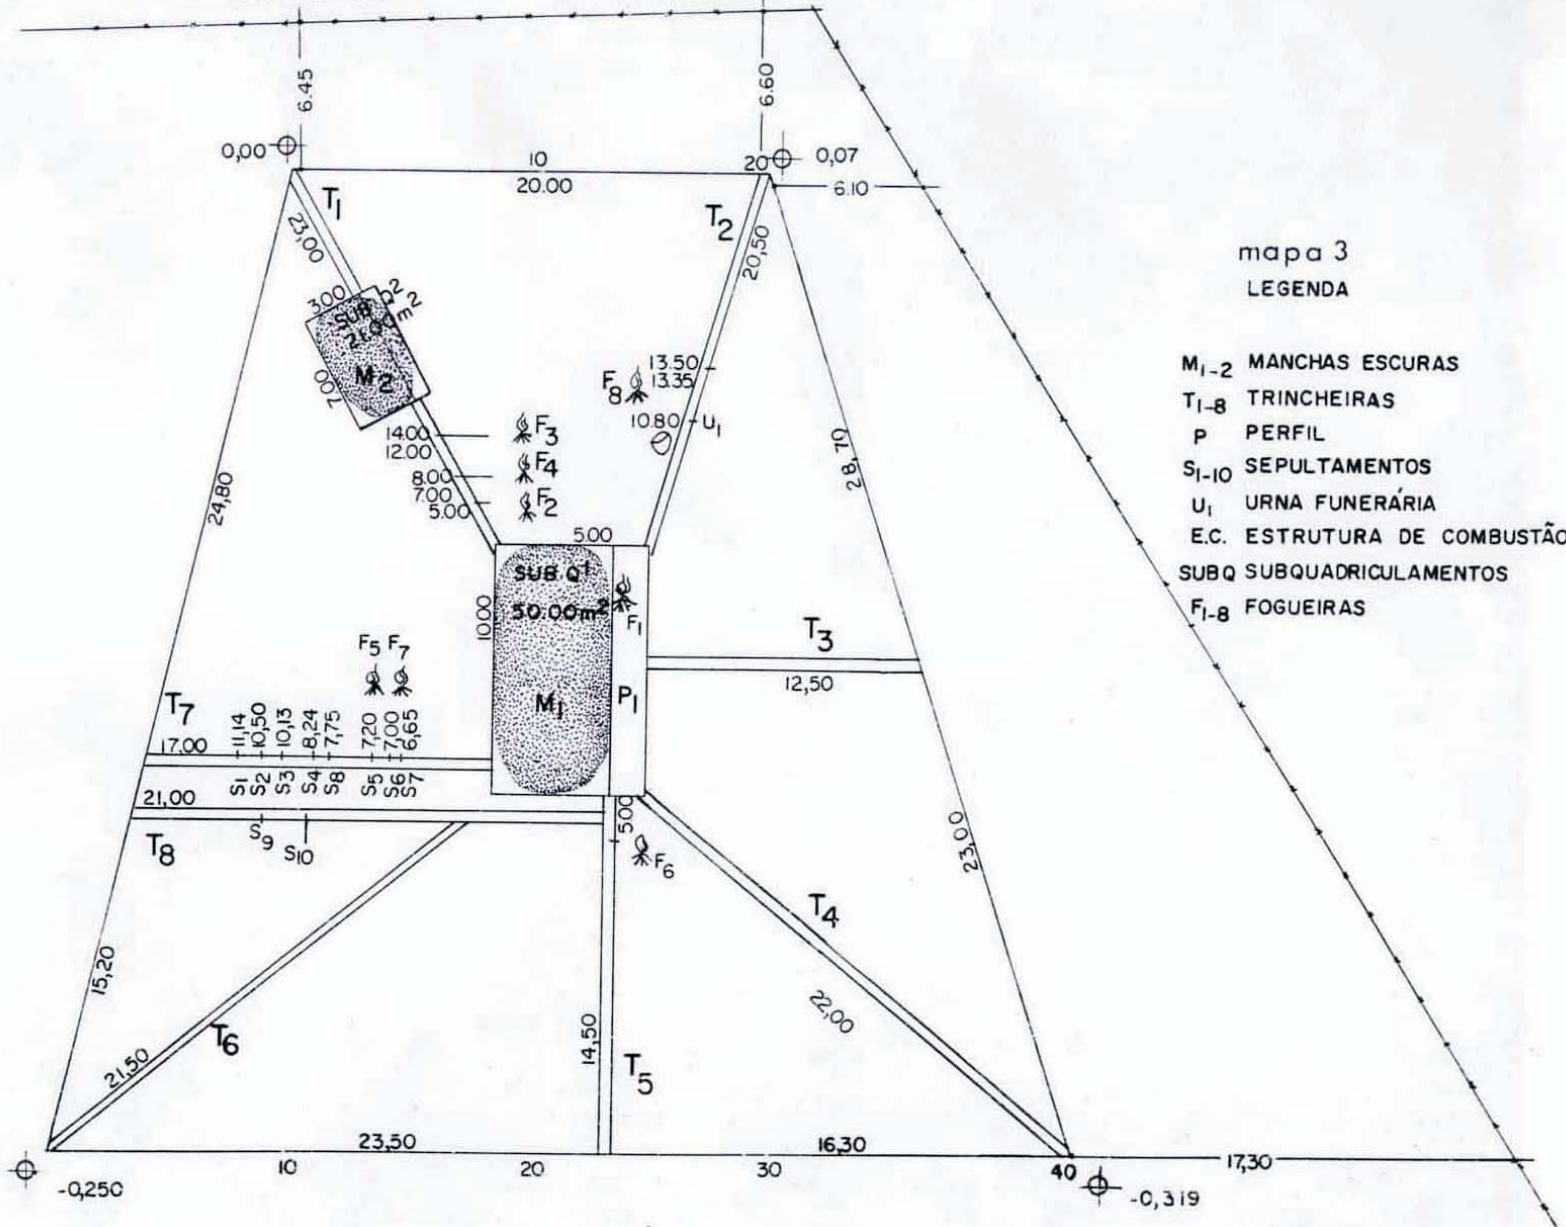 6.45
6.60
0,00
10
20
0,07
20.00
6.10
T1
T2
23,00
20,50
mapa 3
LEGENDA
M1-2 MANCHAS ESCURAS
T1-8 TRINCHEIRAS
P PERFIL
S1-10 SEPULTAMENTOS
U1 URNA FUNERÁRIA
E.C. ESTRUTURA DE COMBUSTÃO
SUBQ SUBQUADRICULAMENTOS
F1-8 FOGUEIRAS
3.00
SUB Q2
21.00 m2
M2
7.00
13.50
13.35
F8
10.80
U1
14.00
12.00
F3
8.00
F4
7.00
5.00
F2
24,80
28,70
5.00
SUB Q1
50.00m2
10.00
F1
M1
P1
T3
12,50
F5 F7
T7
17.00
11,14
10,50
10,13
8,24
7,75
7,20
7,00
6,65
S1
S2
S3
S4
S8
S5
S6
S7
21,00
T8
S9
S10
5.00
F6
23,00
T4
22,00
15,20
T6
21,50
14,50
T5
23,50
16,30
17,30
10
20
30
40
-0,250
-0,319